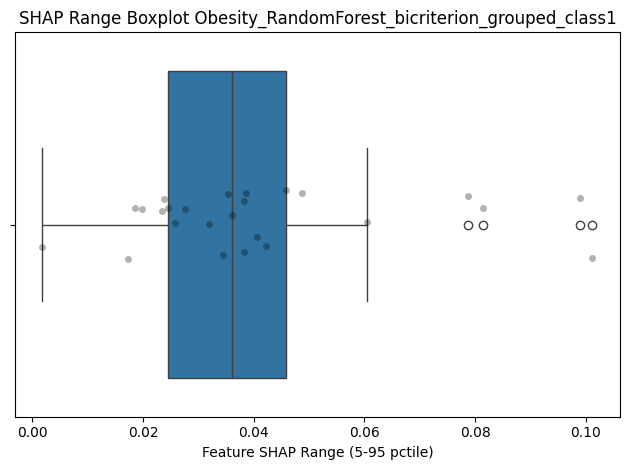 SHAP Range Boxplot Obesity_RandomForest_bicriterion_grouped_class1
0.00 0.02 0.04 0.06 0.08 0.10
Feature SHAP Range (5-95 pctile)